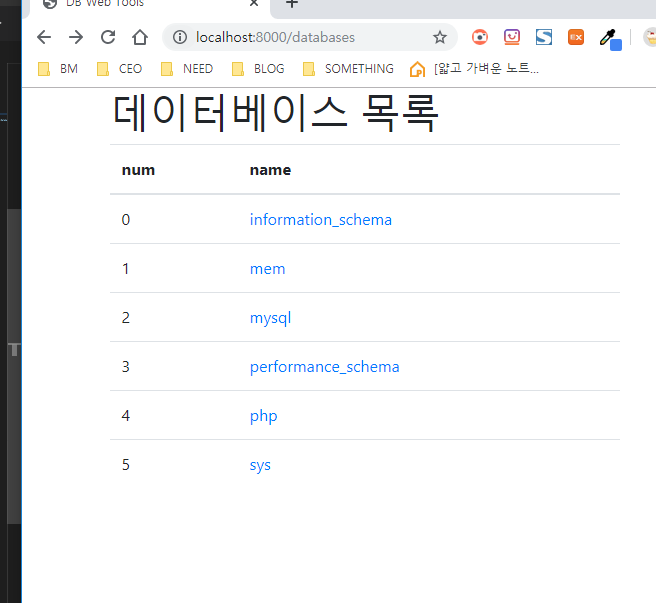 DB Web Tools
localhost:8000/databases
BM CEO NEED BLOG SOMETHING [얇고 가벼운 노트...
데이터베이스 목록
num name
0 information_schema
1 mem
2 mysql
3 performance_schema
4 php
5 sys